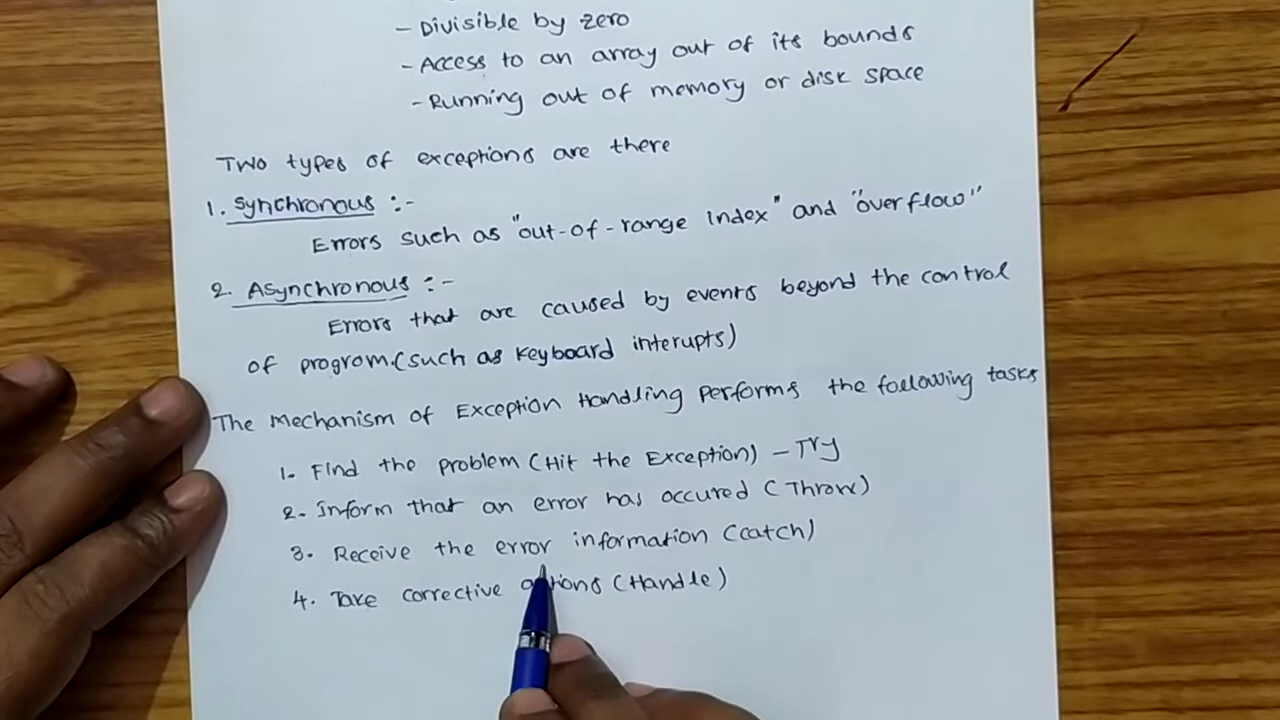 - Divisible by zero
- Access to an array out of its bounds
- Running out of memory or disk space
Two types of exceptions are there
1. Synchronous :-
Errors such as "out-of-range index" and "overflow"
2. Asynchronous :-
Errors that are caused by events beyond the control
of program.(such as keyboard interupts)
The mechanism of Exception Handling performs the following tasks
1. Find the problem (Hit the Exception) - Try
2. Inform that an error has occured (Throw)
3. Receive the error information (catch)
4. Take corrective actions (Handle)